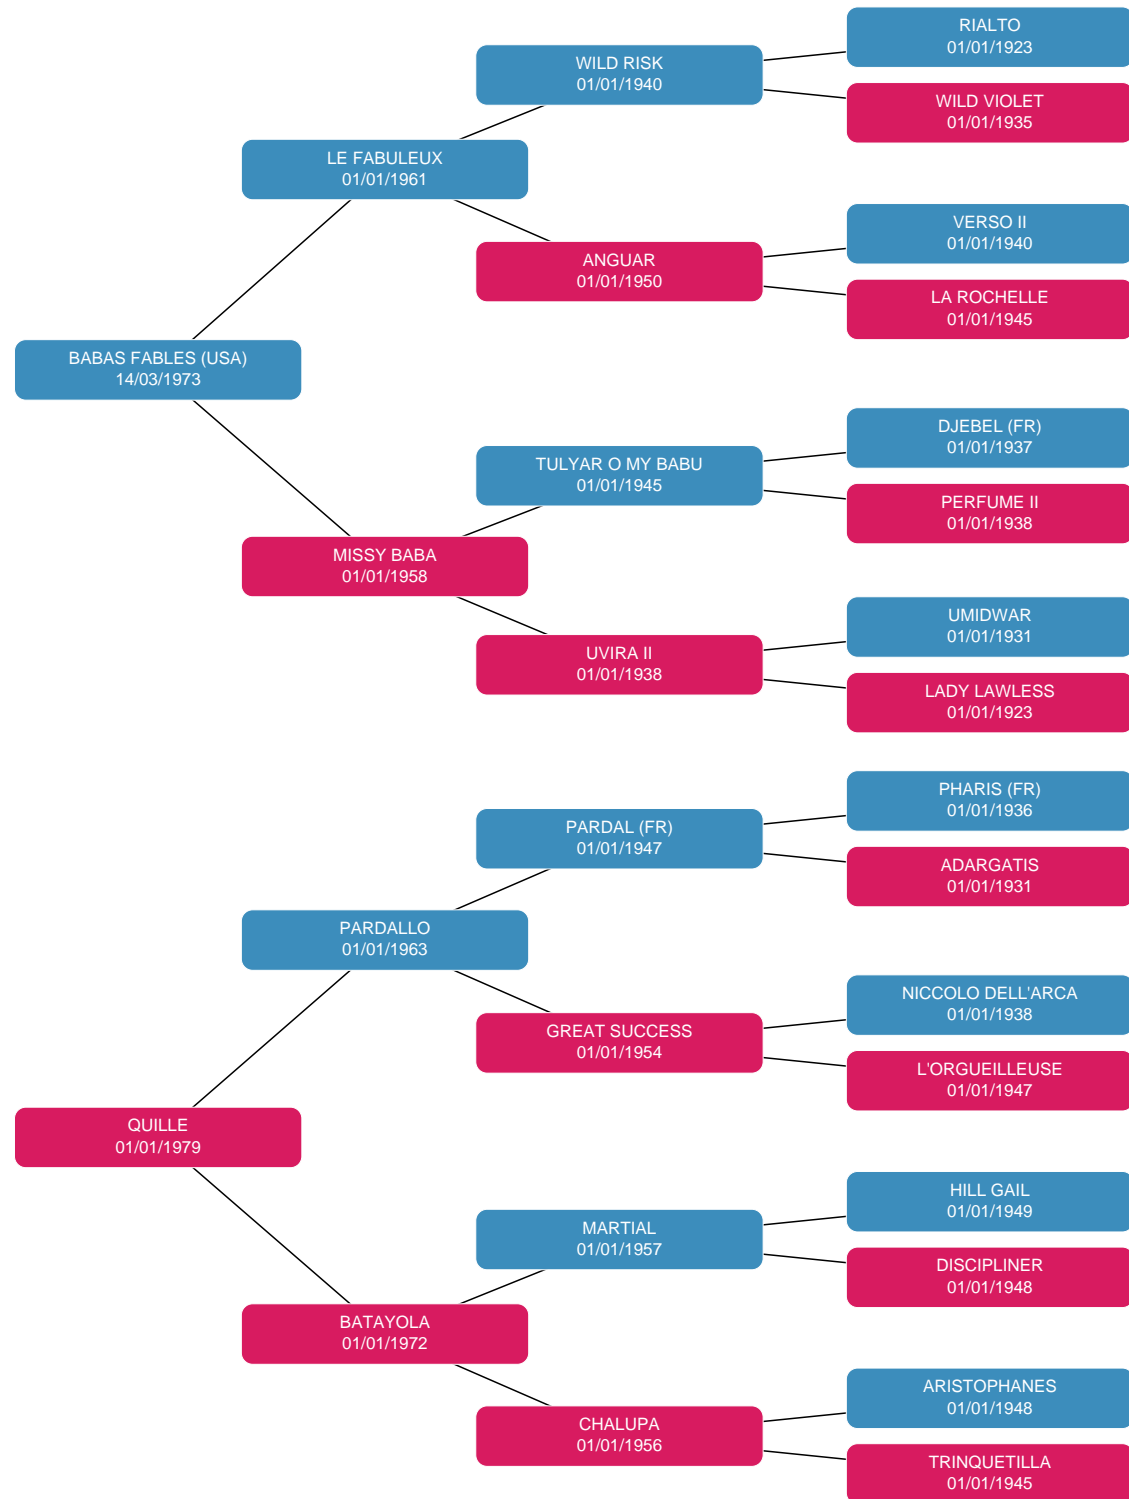 RIALTO
01/01/1923
WILD RISK
01/01/1940
WILD VIOLET
01/01/1935
LE FABULEUX
01/01/1961
VERSO II
01/01/1940
ANGUAR
01/01/1950
LA ROCHELLE
01/01/1945
BABAS FABLES (USA)
14/03/1973
DJEBEL (FR)
01/01/1937
TULYAR O MY BABU
01/01/1945
PERFUME II
01/01/1938
MISSY BABA
01/01/1958
UMIDWAR
01/01/1931
UVIRA II
01/01/1938
LADY LAWLESS
01/01/1923
PHARIS (FR)
01/01/1936
PARDAL (FR)
01/01/1947
ADARGATIS
01/01/1931
PARDALLO
01/01/1963
NICCOLO DELL'ARCA
01/01/1938
GREAT SUCCESS
01/01/1954
L'ORGUEILLEUSE
01/01/1947
QUILLE
01/01/1979
HILL GAIL
01/01/1949
MARTIAL
01/01/1957
DISCIPLINER
01/01/1948
BATAYOLA
01/01/1972
ARISTOPHANES
01/01/1948
CHALUPA
01/01/1956
TRINQUETILLA
01/01/1945